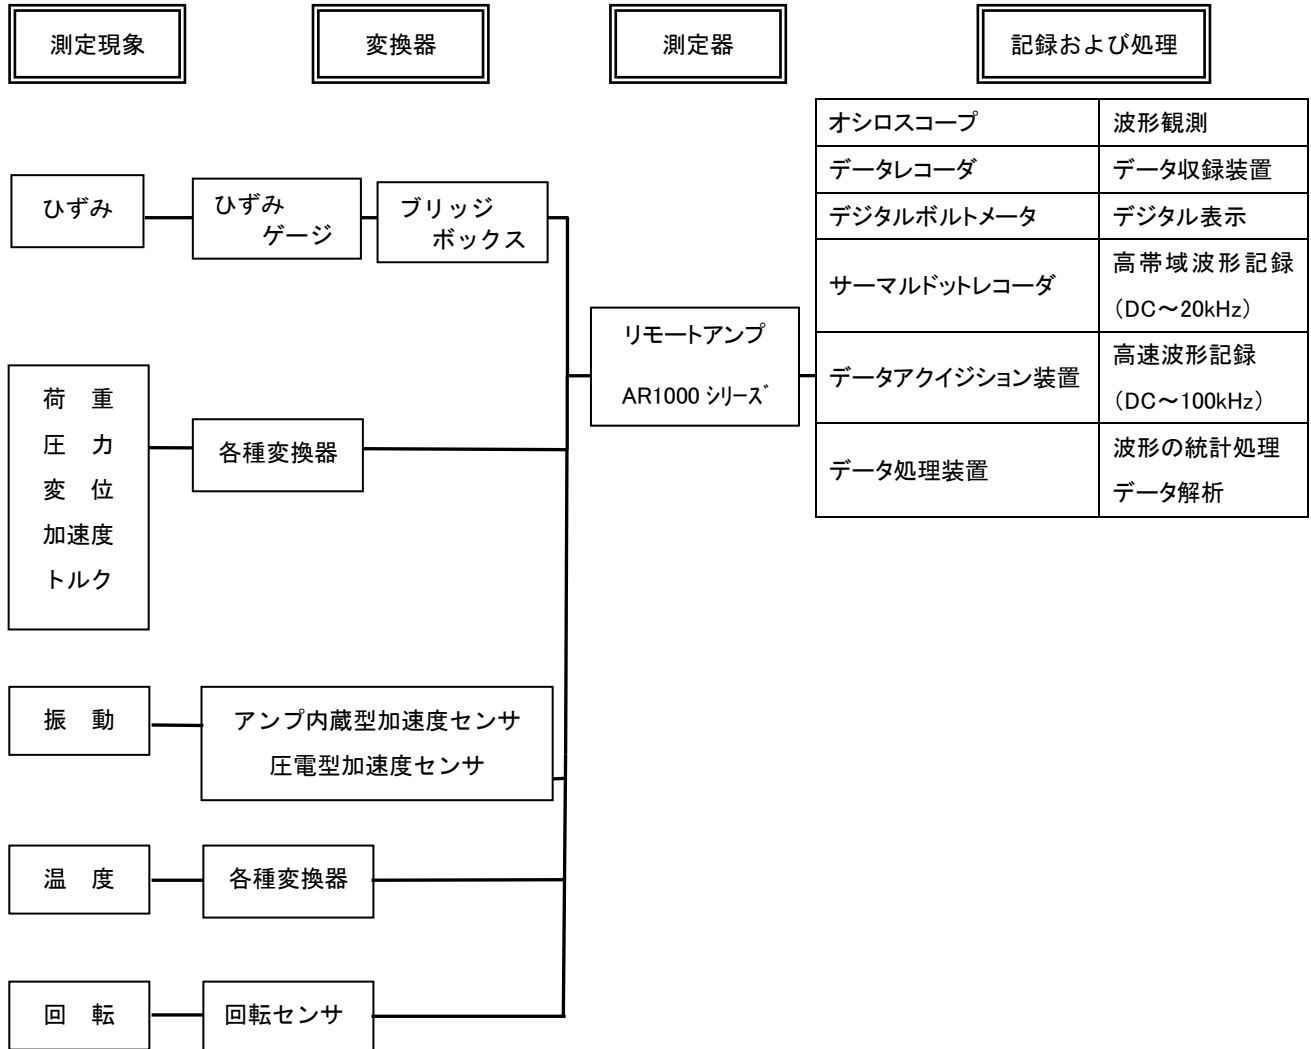 測定現象
変換器
測定器
記録および処理
ひずみ
ひずみ
ゲージ
ブリッジ
ボックス
荷　重
圧　力
変　位
加速度
トルク
各種変換器
振　動
アンプ内蔵型加速度センサ
圧電型加速度センサ
温　度
各種変換器
回　転
回転センサ
リモートアンプ
AR1000 ｼﾘｰｽﾞ
オシロスコープ　波形観測
データレコーダ　データ収録装置
デジタルボルトメータ　デジタル表示
サーマルドットレコーダ
高帯域波形記録
（DC～20kHz）
データアクイジション装置
高速波形記録
（DC～100kHz）
データ処理装置
波形の統計処理
データ解析